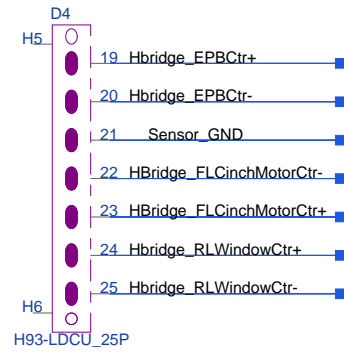 D4
H5
19 Hbridge_EPBCtr+
20 Hbridge_EPBCtr-
21 Sensor_GND
22 HBridge_FLCinchMotorCtr-
23 HBridge_FLCinchMotorCtr+
24 Hbridge_RLWindowCtr+
25 Hbridge_RLWindowCtr-
H6
H93-LDCU_25P